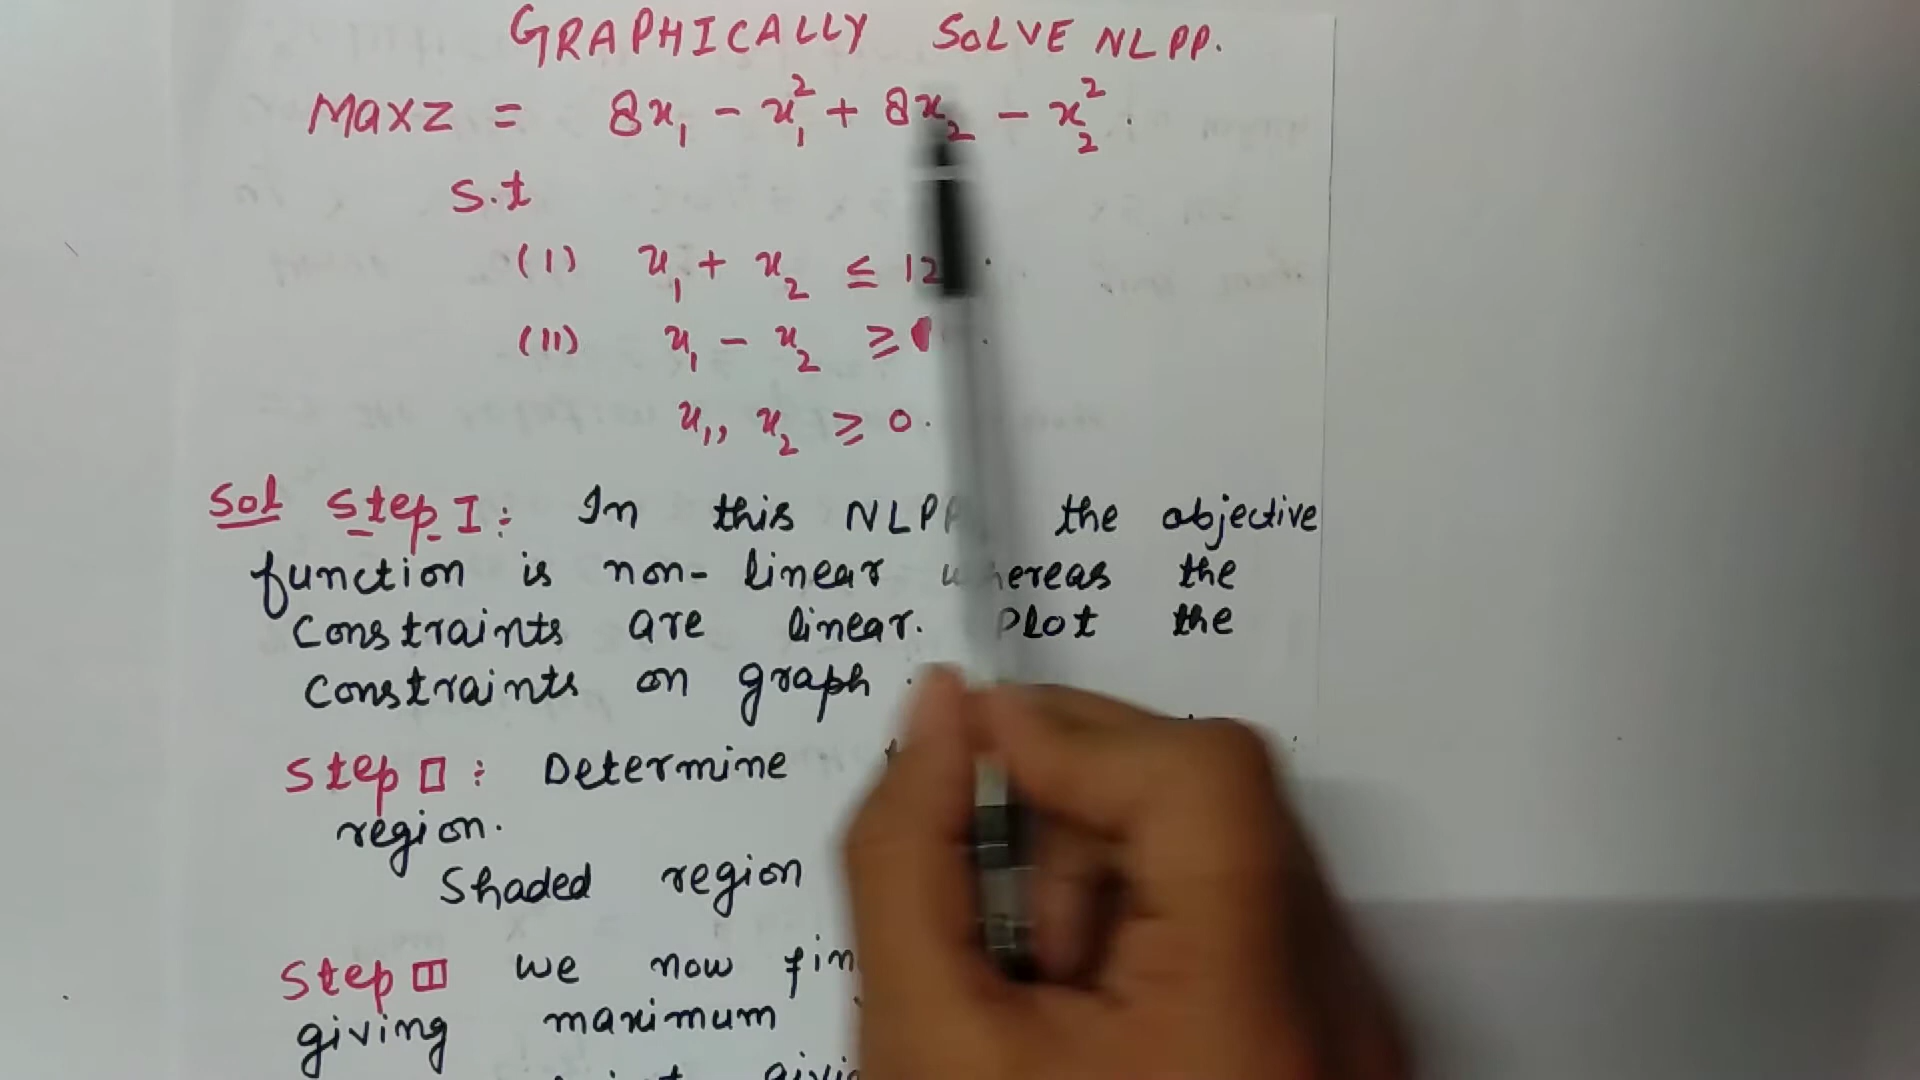 GRAPHICALLY SOLVE NLPP.
Maxz = 8x₁ - x₁² + 8x₂ - x₂².
S.t
(I) x₁ + x₂ ≤ 12
(II) x₁ - x₂ ≥
x₁, x₂ ≥ 0.
Sol Step I: In this NLPP the objective
function is non-linear whereas the
constraints are linear. Plot the
constraints on graph.
Step II: Determine
region.
Shaded region
Step III we now
giving maximum